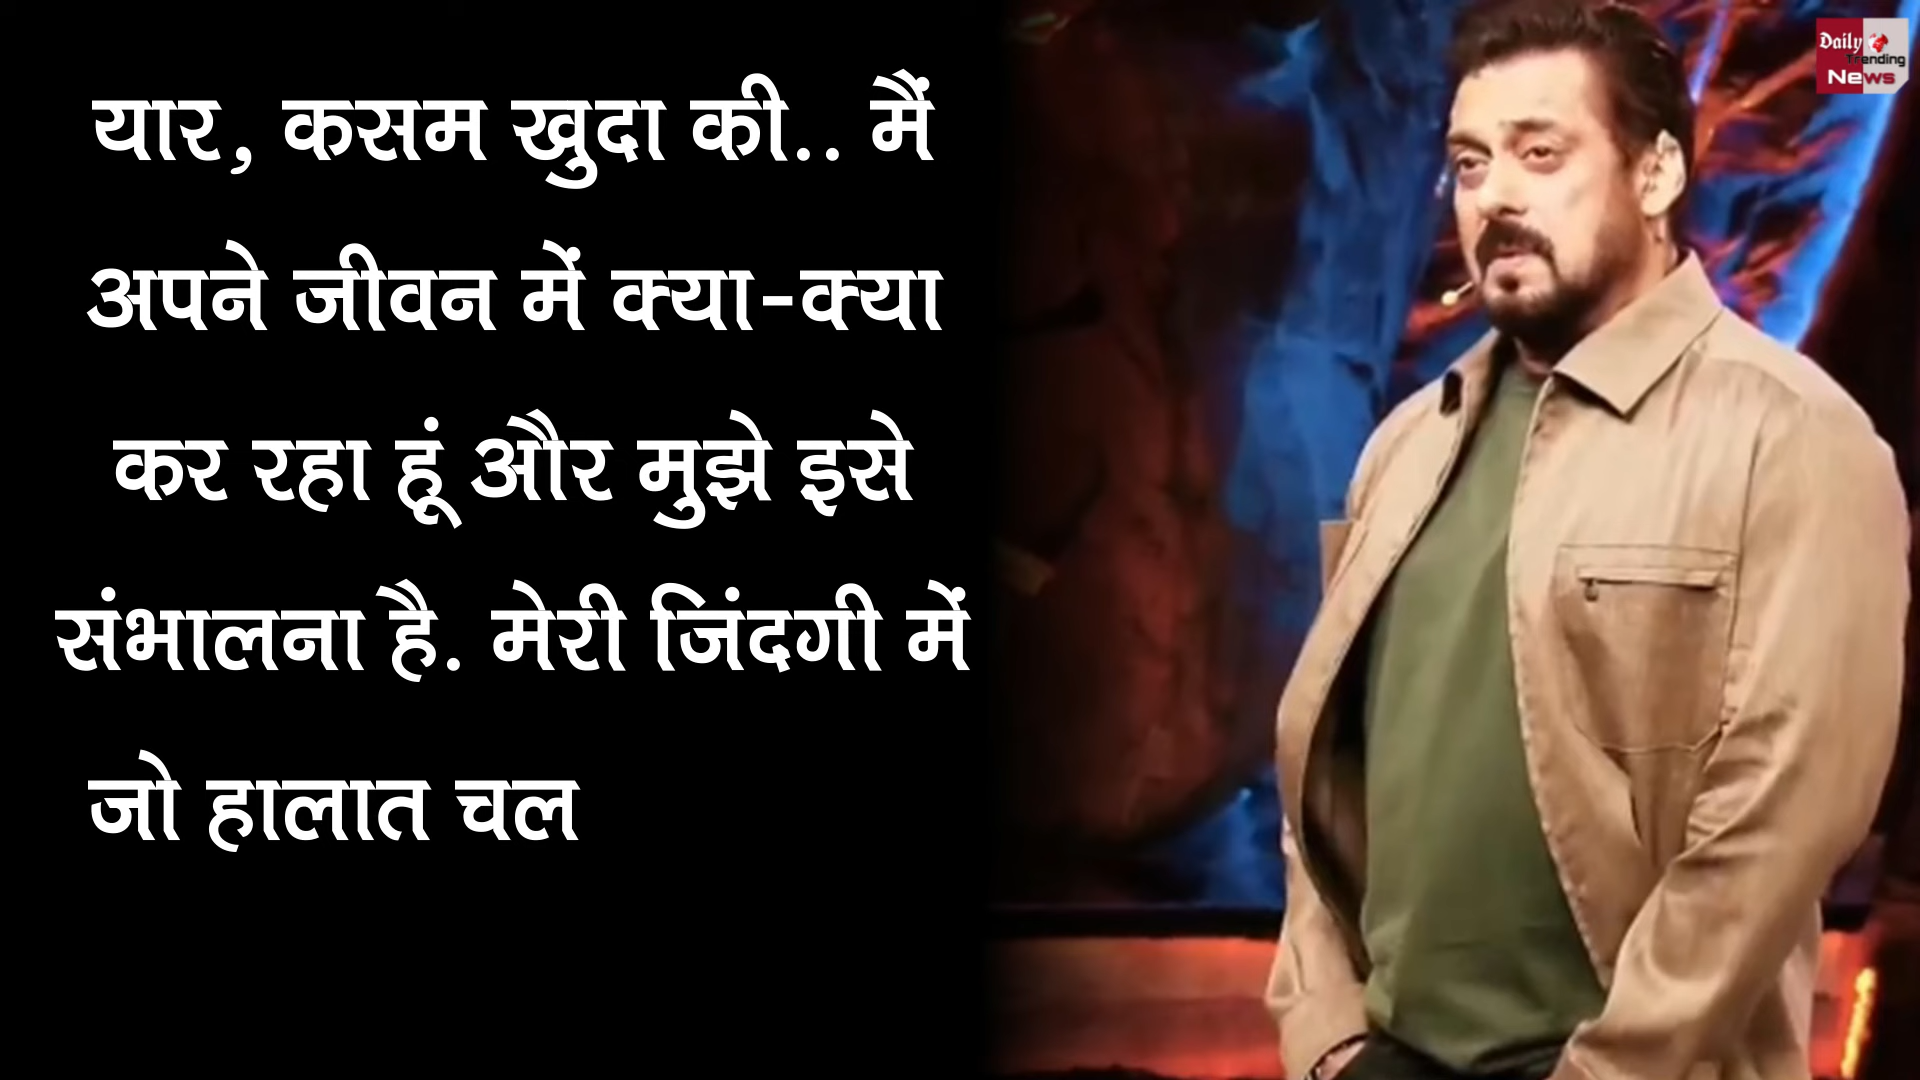 यार, कसम खुदा की.. मैं
अपने जीवन में क्या-क्या
कर रहा हूं और मुझे इसे
संभालना है. मेरी जिंदगी में
जो हालात चल
Daily
Trending
News